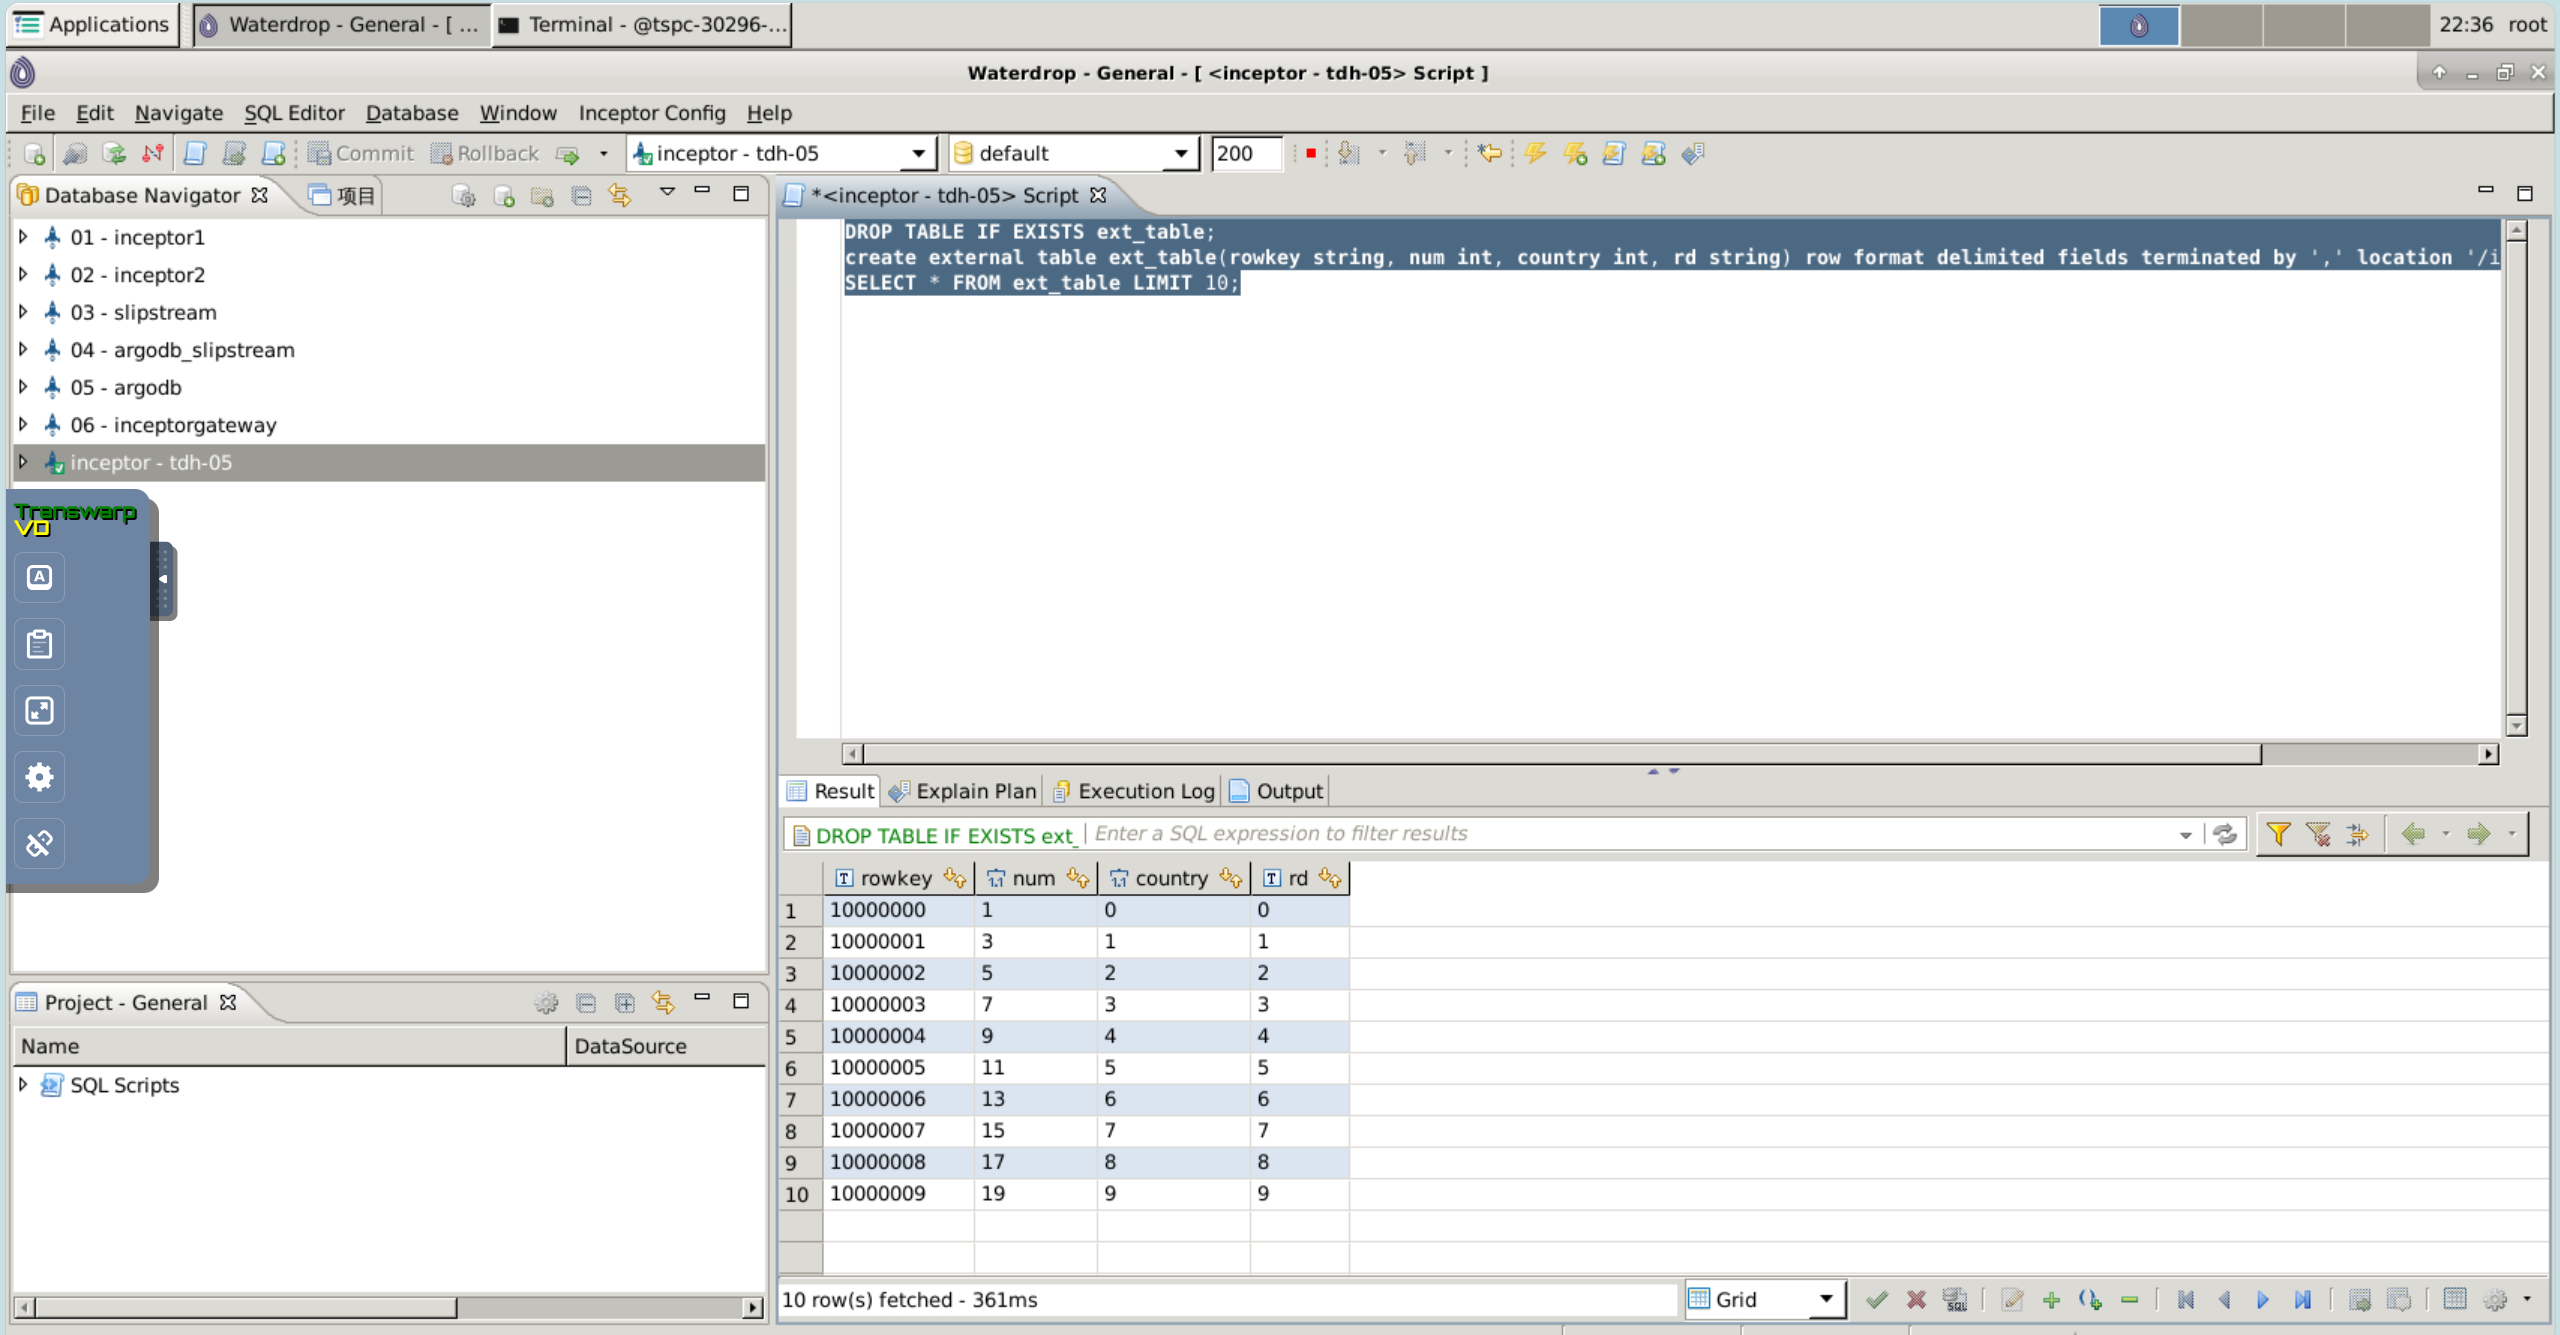 Applications
Waterdrop - General - [ ...
Terminal - @tspc-30296-...
22:36 root
Waterdrop - General - [ <inceptor - tdh-05> Script ]
File Edit Navigate SQL Editor Database Window Inceptor Config Help
Commit Rollback inceptor - tdh-05 default 200
Database Navigator 项目
*<inceptor - tdh-05> Script
01 - inceptor1
02 - inceptor2
03 - slipstream
04 - argodb_slipstream
05 - argodb
06 - inceptorgateway
inceptor - tdh-05
Transwarp
VD
DROP TABLE IF EXISTS ext_table;
create external table ext_table(rowkey string, num int, country int, rd string) row format delimited fields terminated by ',' location '/i
SELECT * FROM ext_table LIMIT 10;
Project - General
Name DataSource
SQL Scripts
Result Explain Plan Execution Log Output
DROP TABLE IF EXISTS ext_ Enter a SQL expression to filter results
rowkey num country rd
1 10000000 1 0 0
2 10000001 3 1 1
3 10000002 5 2 2
4 10000003 7 3 3
5 10000004 9 4 4
6 10000005 11 5 5
7 10000006 13 6 6
8 10000007 15 7 7
9 10000008 17 8 8
10 10000009 19 9 9
10 row(s) fetched - 361ms
Grid